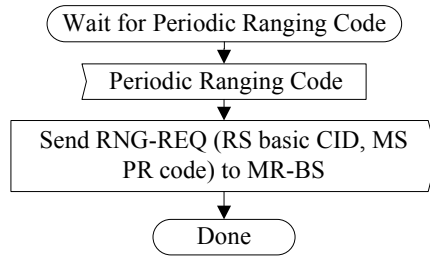 Wait for Periodic Ranging Code
Periodic Ranging Code
Send RNG-REQ (RS basic CID, MS
PR code) to MR-BS
Done